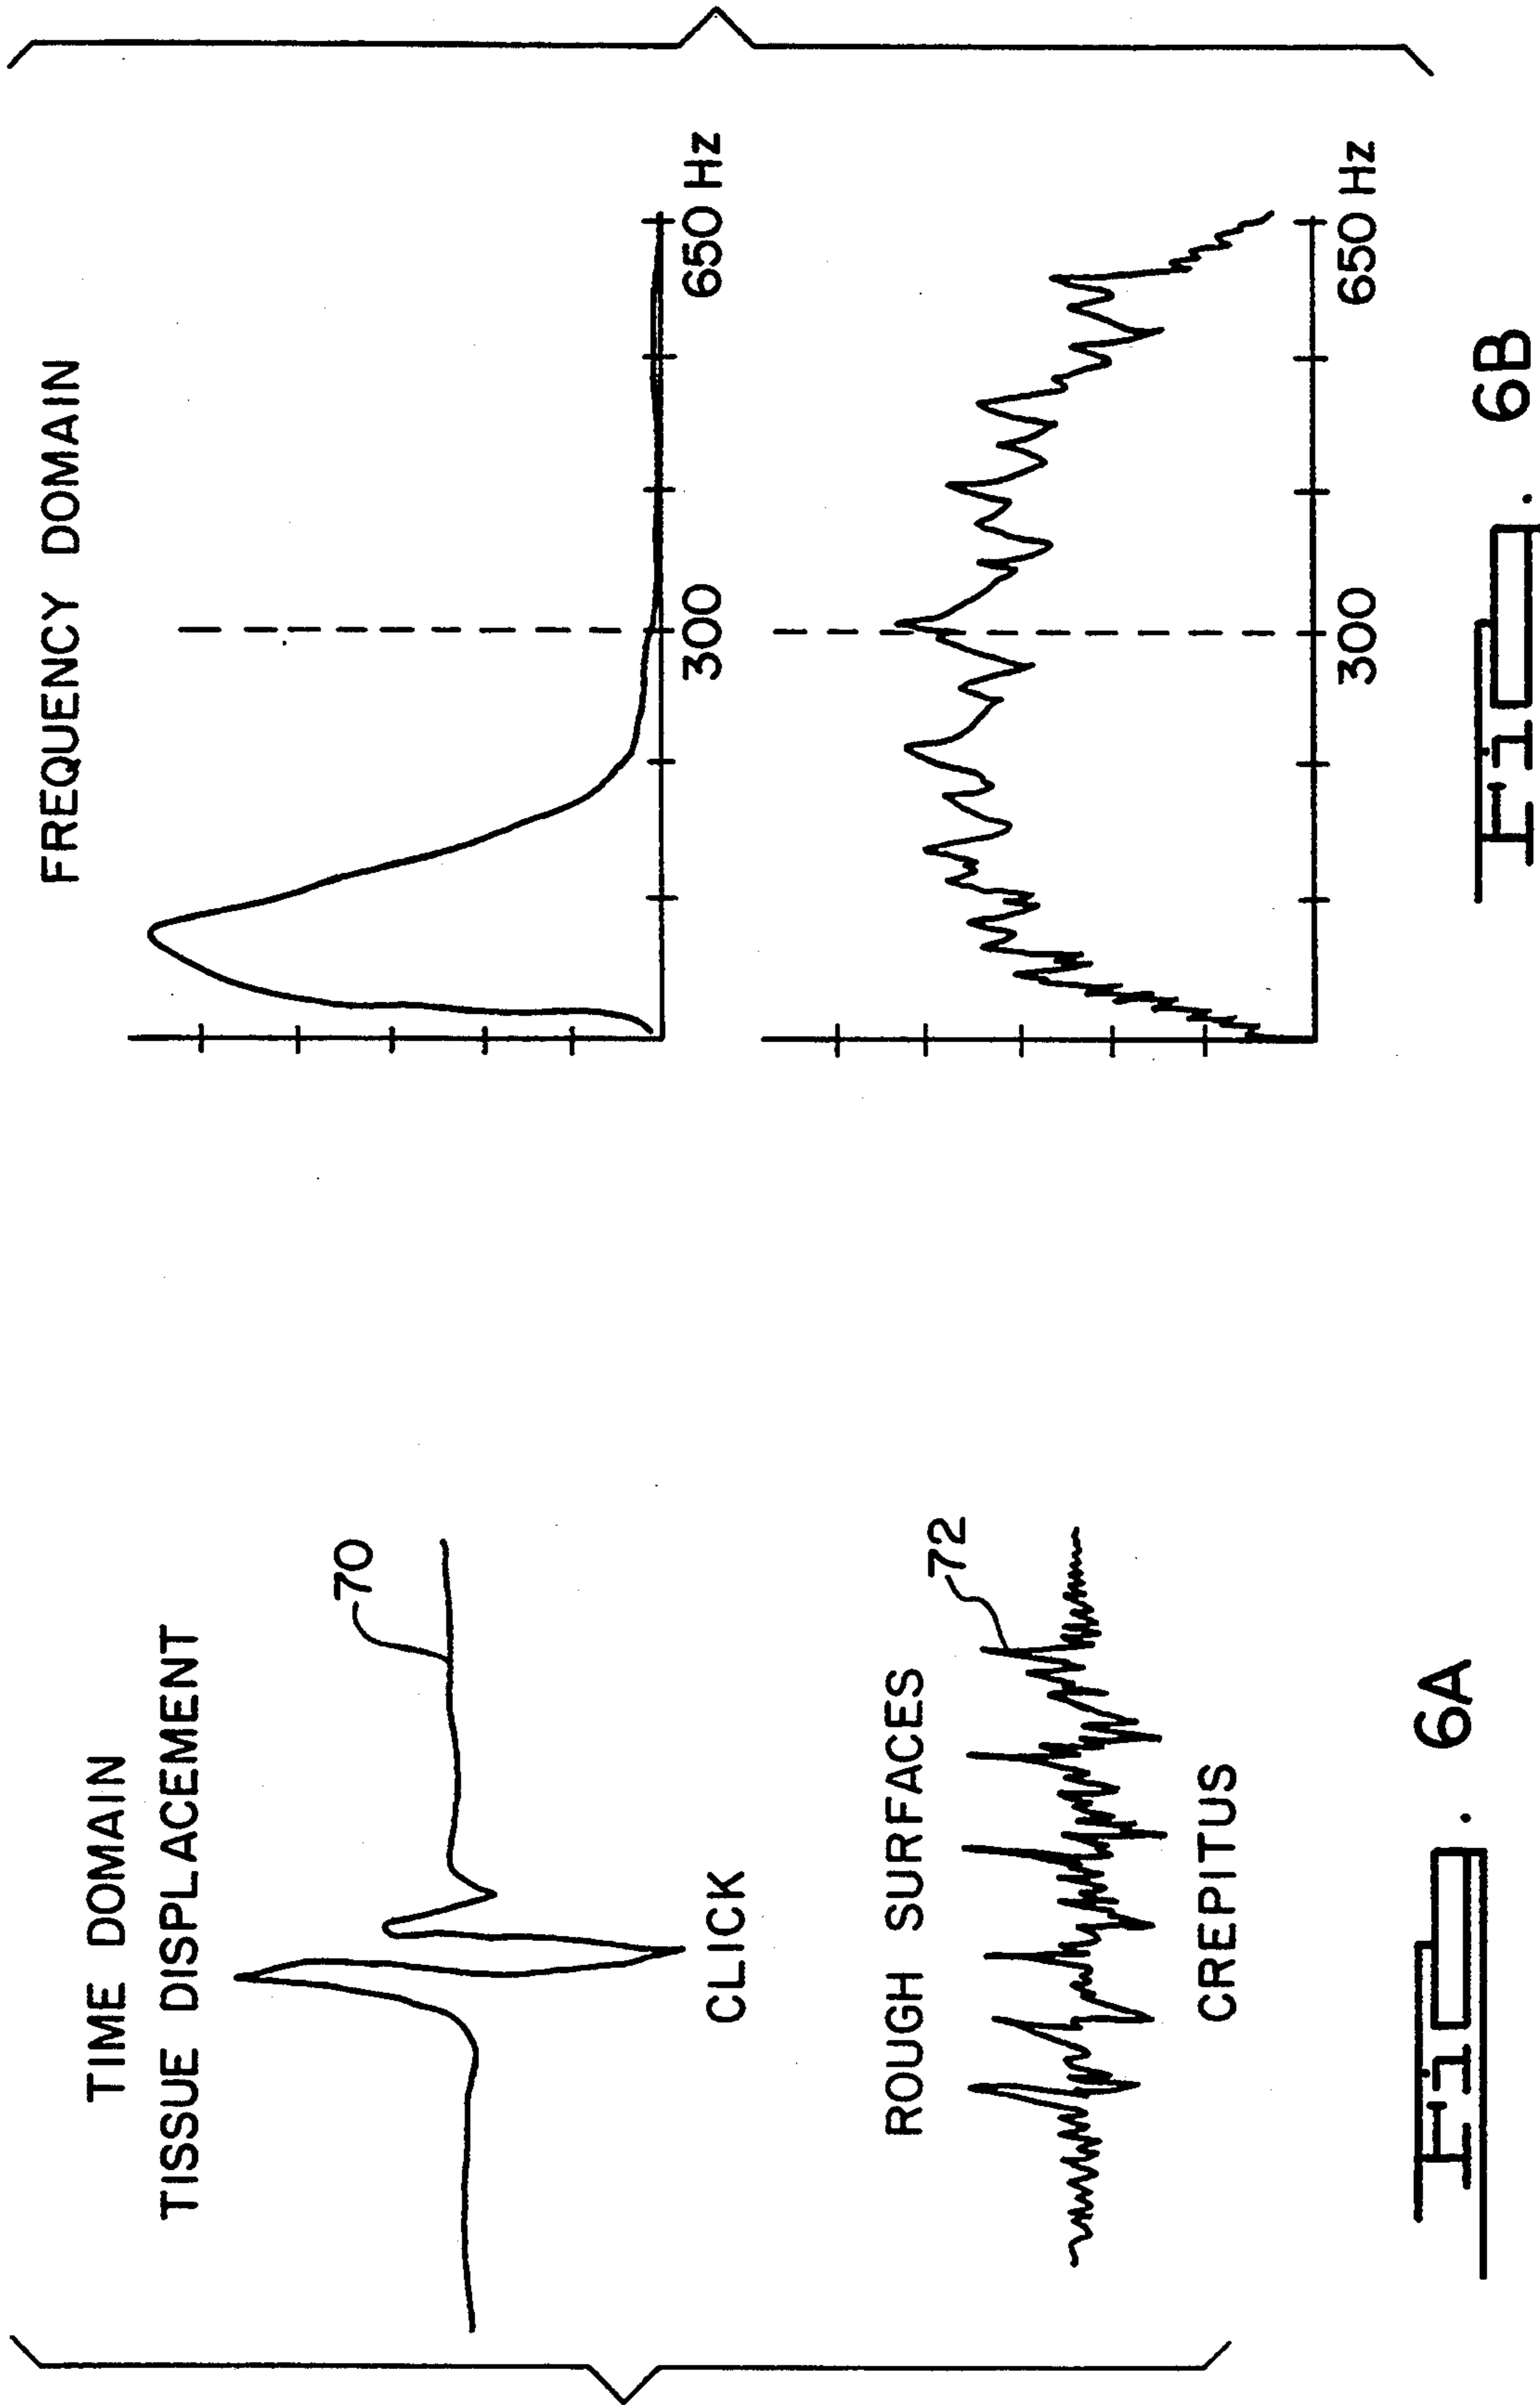 TIME DOMAIN
TISSUE DISPLACEMENT
70
CLICK
ROUGH SURFACES
72
CREPITUS
Fig. 6A
FREQUENCY DOMAIN
300
650 Hz
300
650 Hz
Fig. 6B